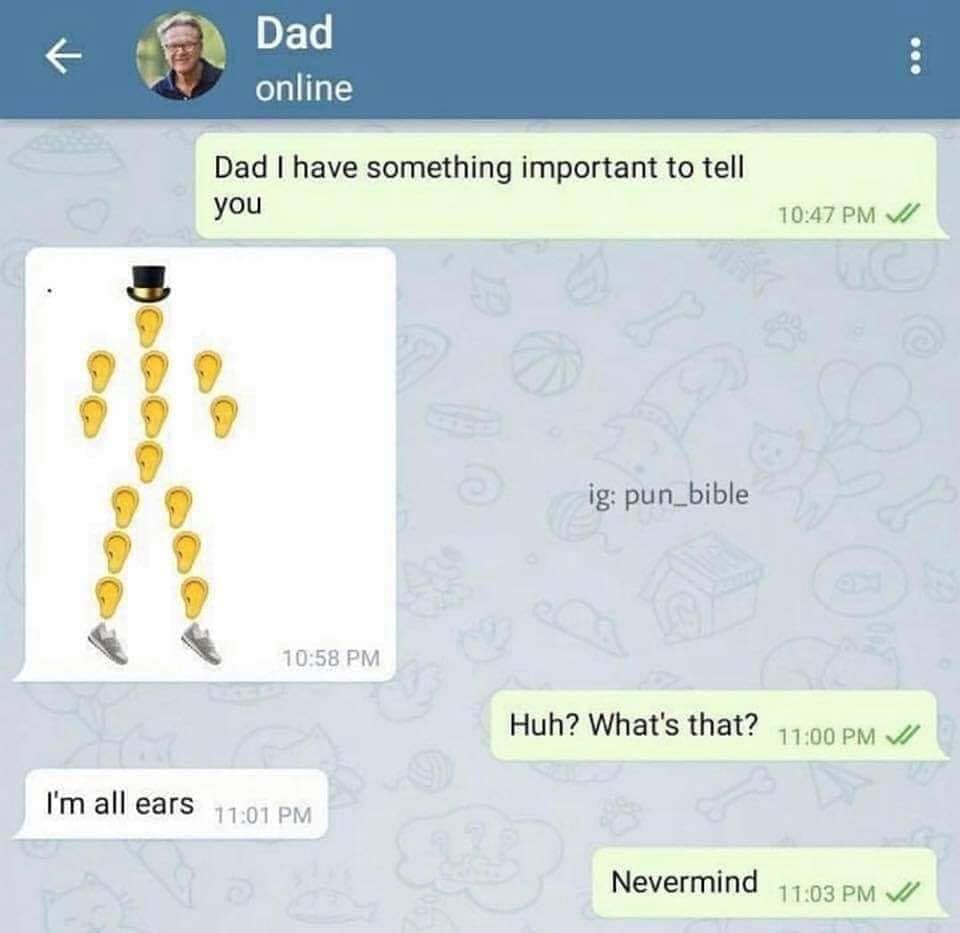 Dad
online
Dad I have something important to tell
you
10:47 PM
10:58 PM
ig: pun_bible
Huh? What's that?
11:00 PM
I'm all ears
11:01 PM
Nevermind
11:03 PM